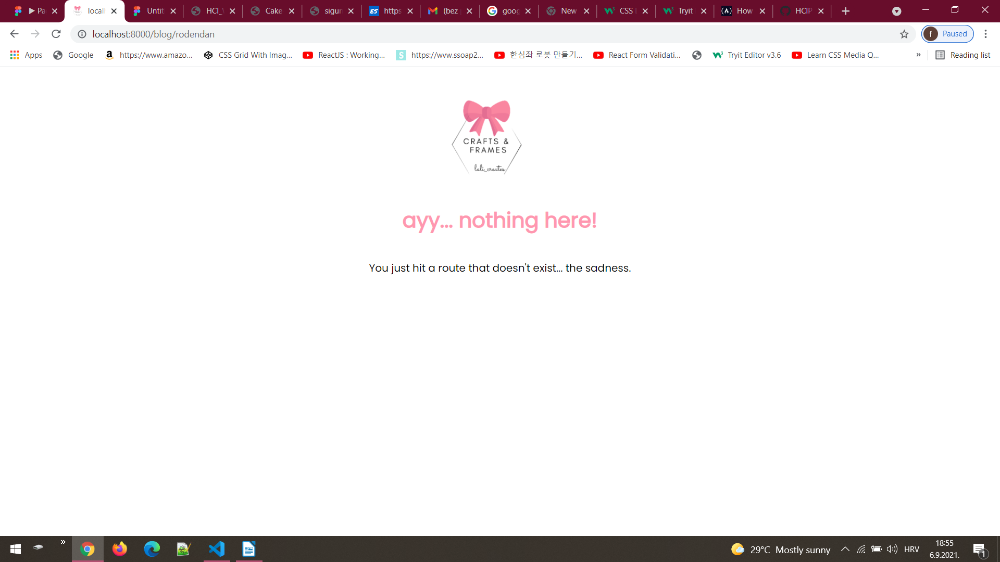 Pa
locall
Untit
HCI_
Cake
sigur
https
(bez
goog
New
CSS
Tryit
How
HCIP
localhost:8000/blog/rodendan
f Paused
Apps
Google
https://www.amazo...
CSS Grid With Imag...
ReactJS : Working...
https://www.ssoap2...
한심좌 로봇 만들기...
React Form Validati...
Tryit Editor v3.6
Learn CSS Media Q...
»
Reading list
CRAFTS &
FRAMES
lali_creates
ayy... nothing here!
You just hit a route that doesn't exist... the sadness.
»
29°C Mostly sunny
HRV
18:55
6.9.2021.
1